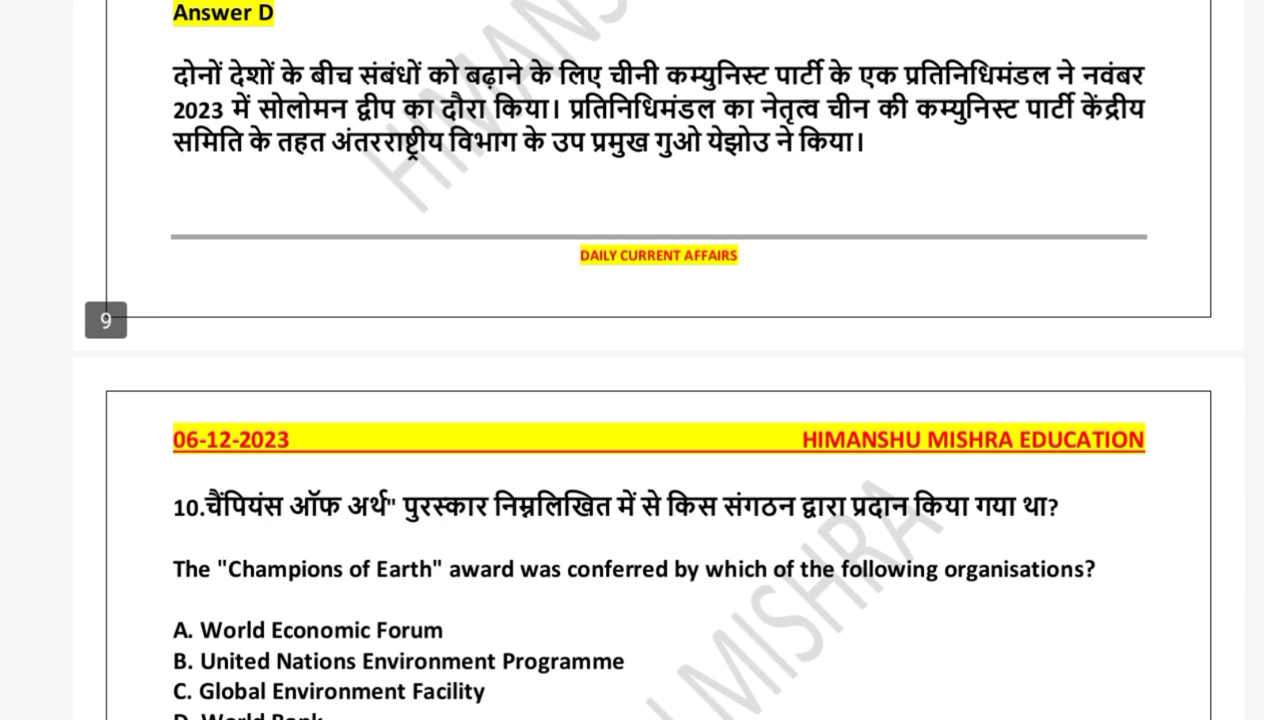 Answer D
दोनों देशों के बीच संबंधों को बढ़ाने के लिए चीनी कम्युनिस्ट पार्टी के एक प्रतिनिधिमंडल ने नवंबर
2023 में सोलोमन द्वीप का दौरा किया। प्रतिनिधिमंडल का नेतृत्व चीन की कम्युनिस्ट पार्टी केंद्रीय
समिति के तहत अंतरराष्ट्रीय विभाग के उप प्रमुख गुओ येझोउ ने किया।
DAILY CURRENT AFFAIRS
9
06-12-2023 HIMANSHU MISHRA EDUCATION
10.चैंपियंस ऑफ अर्थ" पुरस्कार निम्नलिखित में से किस संगठन द्वारा प्रदान किया गया था?
The "Champions of Earth" award was conferred by which of the following organisations?
A. World Economic Forum
B. United Nations Environment Programme
C. Global Environment Facility
D. World Bank
MISHRA